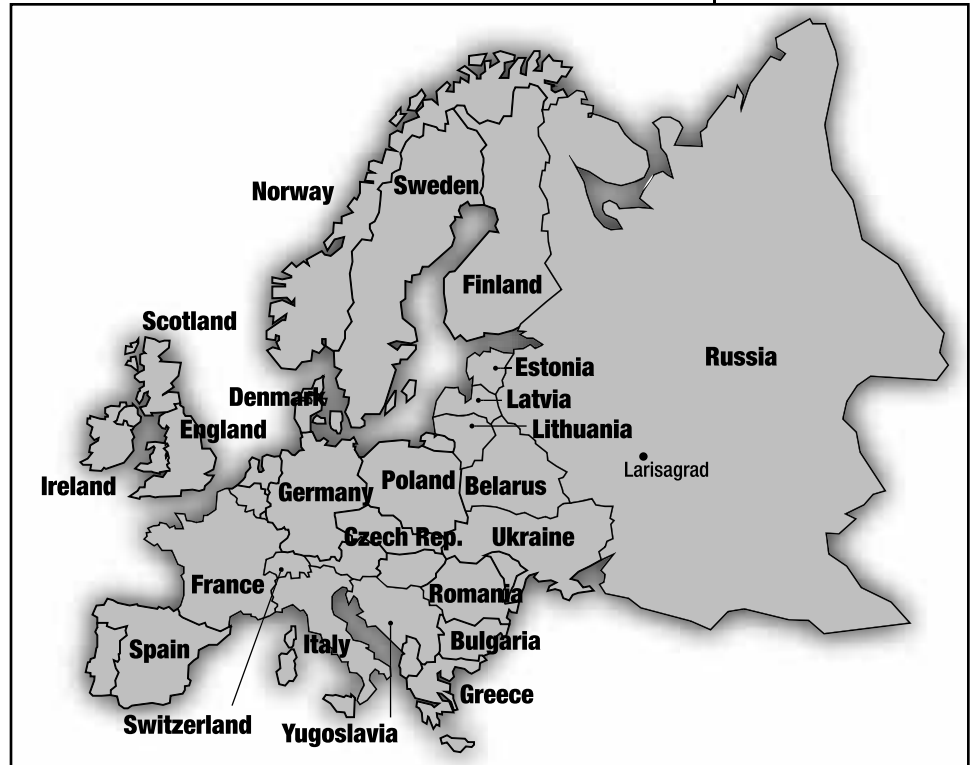 Norway
Sweden
Finland
Scotland
Russia
Estonia
Denmark
Latvia
England
Lithuania
Larisagrad
Ireland
Germany
Poland
Belarus
Czech Rep.
Ukraine
France
Romania
Spain
Italy
Bulgaria
Greece
Switzerland
Yugoslavia